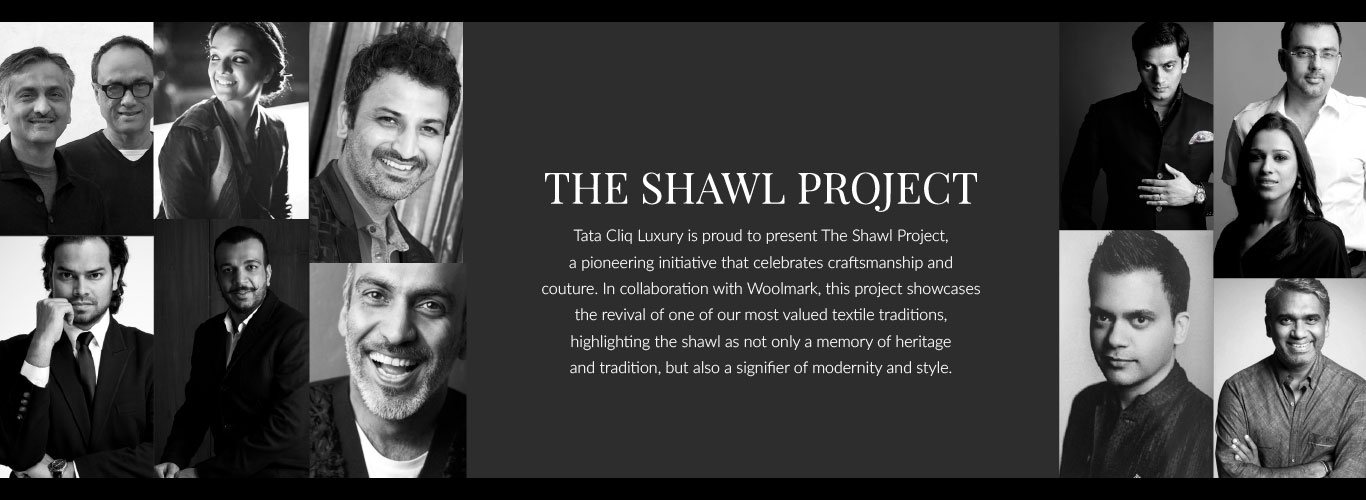 THE SHAWL PROJECT
Tata Cliq Luxury is proud to present The Shawl Project,
a pioneering initiative that celebrates craftsmanship and
couture. In collaboration with Woolmark, this project showcases
the revival of one of our most valued textile traditions,
highlighting the shawl as not only a memory of heritage
and tradition, but also a signifier of modernity and style.